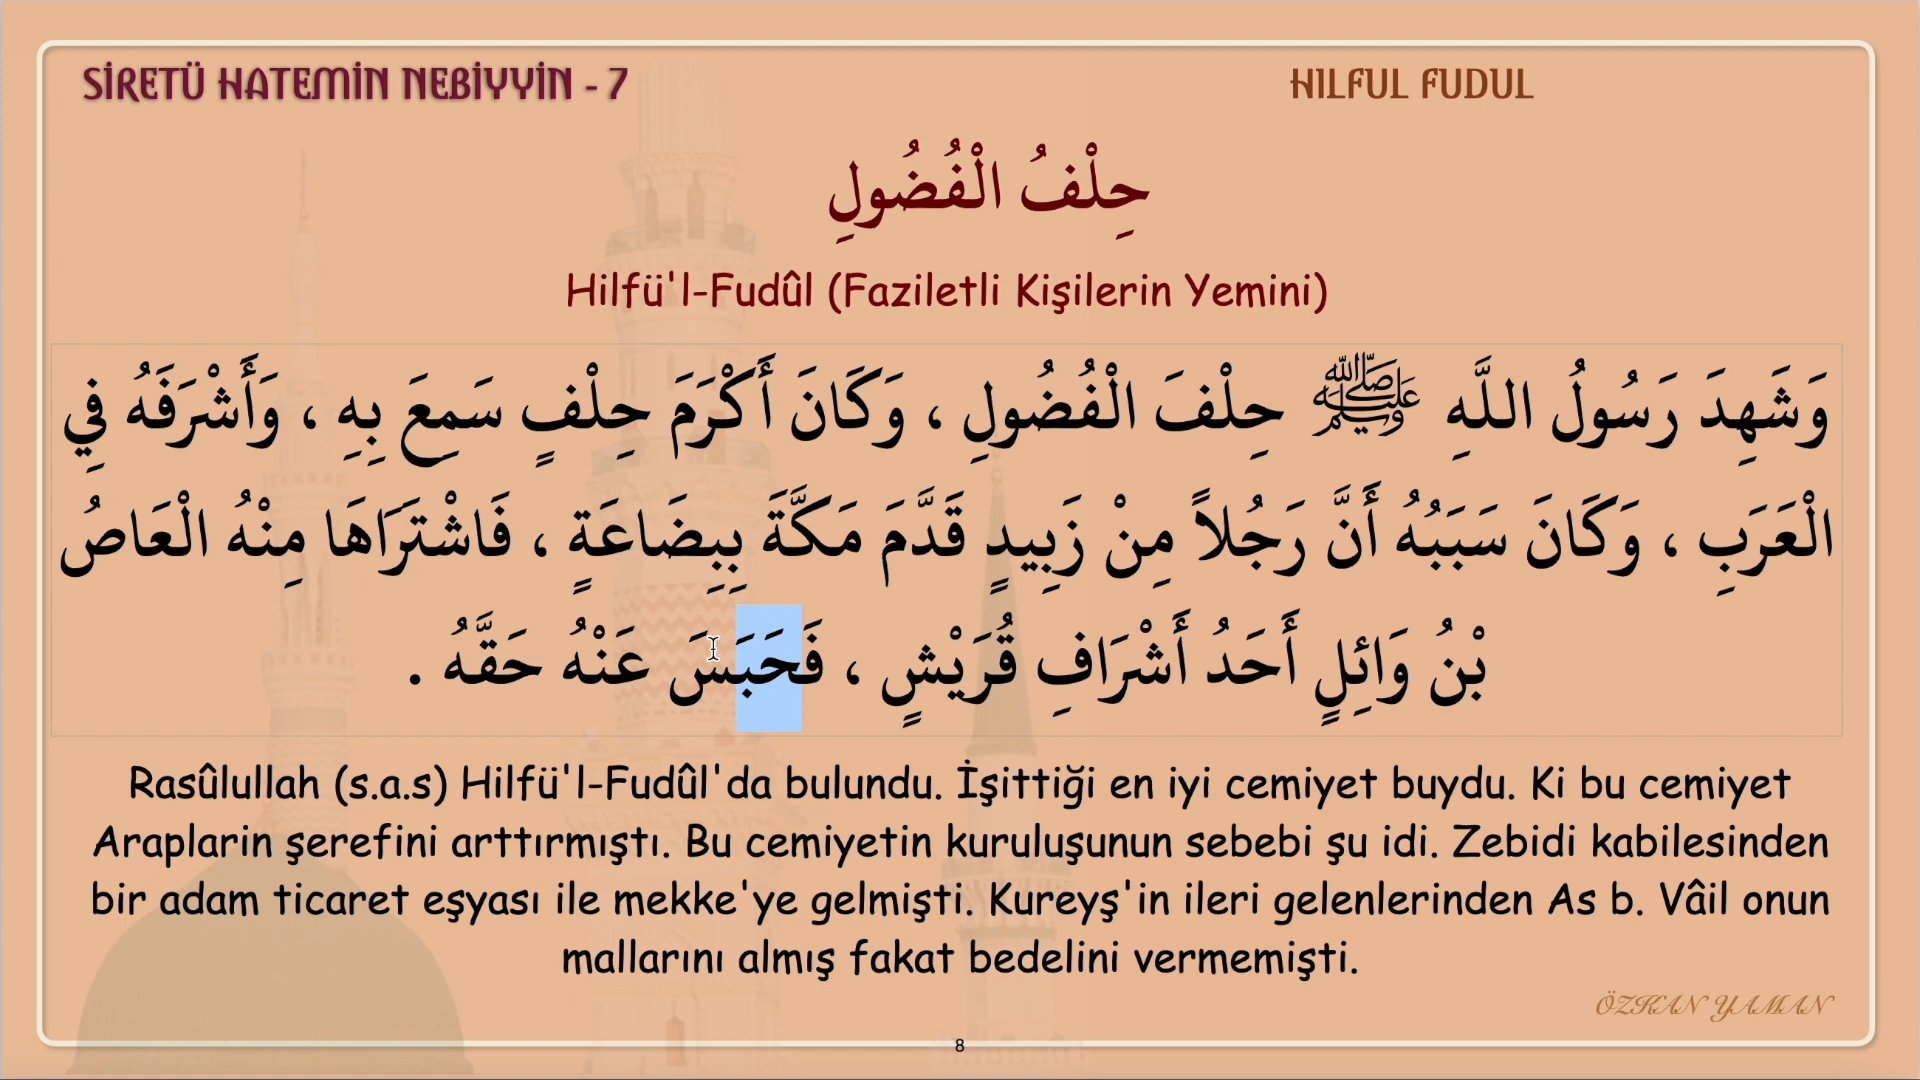 SİRETÜ HATEMİN NEBİYYİN - 7
HILFUL FUDUL
حِلْفُ الْفُضُولِ
Hilfü'l-Fudûl (Faziletli Kişilerin Yemini)
وَشَهِدَ رَسُولُ اللَّهِ ﷺ حِلْفَ الْفُضُولِ ، وَكَانَ أَكْرَمَ حِلْفٍ سَمِعَ بِهِ ، وَأَشْرَفَهُ فِي
الْعَرَبِ ، وَكَانَ سَبَبُهُ أَنَّ رَجُلاً مِنْ زَبِيدٍ قَدَّمَ مَكَّةَ بِبِضَاعَةٍ ، فَاشْتَرَاهَا مِنْهُ الْعَاصُ
بْنُ وَائِلٍ أَحَدُ أَشْرَافِ قُرَيْشٍ ، فَحَبَسَ عَنْهُ حَقَّهُ .
Rasûlullah (s.a.s) Hilfü'l-Fudûl'da bulundu. İşittiği en iyi cemiyet buydu. Ki bu cemiyet
Araplarin şerefini arttırmıştı. Bu cemiyetin kuruluşunun sebebi şu idi. Zebidi kabilesinden
bir adam ticaret eşyası ile mekke'ye gelmişti. Kureyş'in ileri gelenlerinden As b. Vâil onun
mallarını almış fakat bedelini vermemişti.
ÖZKAN YAMAN
8